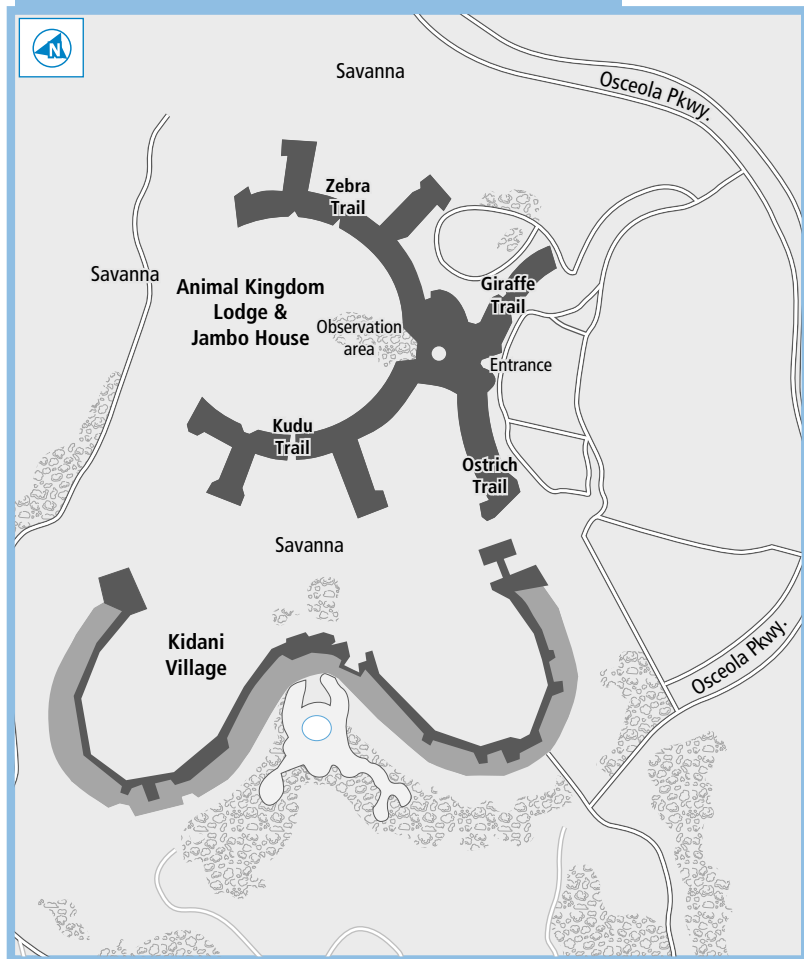 N
Savanna
Osceola Pkwy.
Zebra
Trail
Savanna
Animal Kingdom
Lodge &
Jambo House
Giraffe
Trail
Observation
area
Entrance
Kudu
Trail
Ostrich
Trail
Savanna
Kidani
Village
Osceola Pkwy.